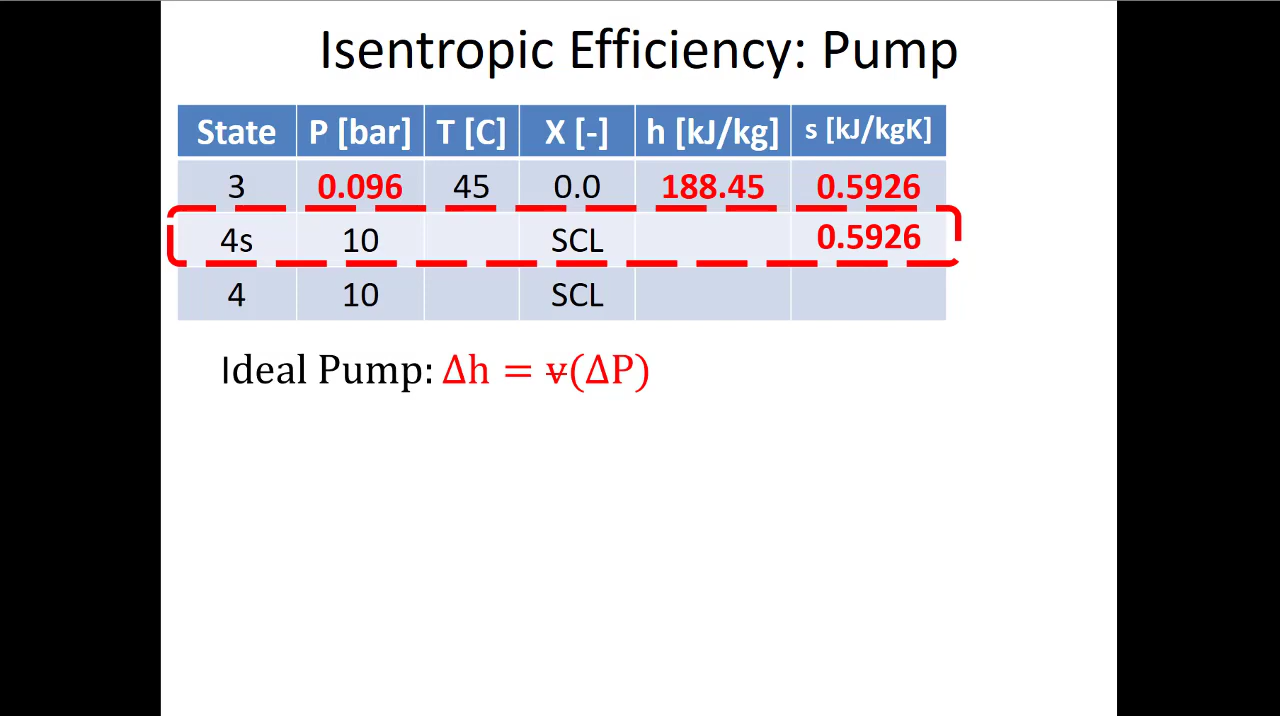 Isentropic Efficiency: Pump
State P [bar] T [C] X [-] h [kJ/kg] s [kJ/kgK]
3 0.096 45 0.0 188.45 0.5926
4s 10 SCL 0.5926
4 10 SCL
Ideal Pump: Δh = v̶(ΔP)